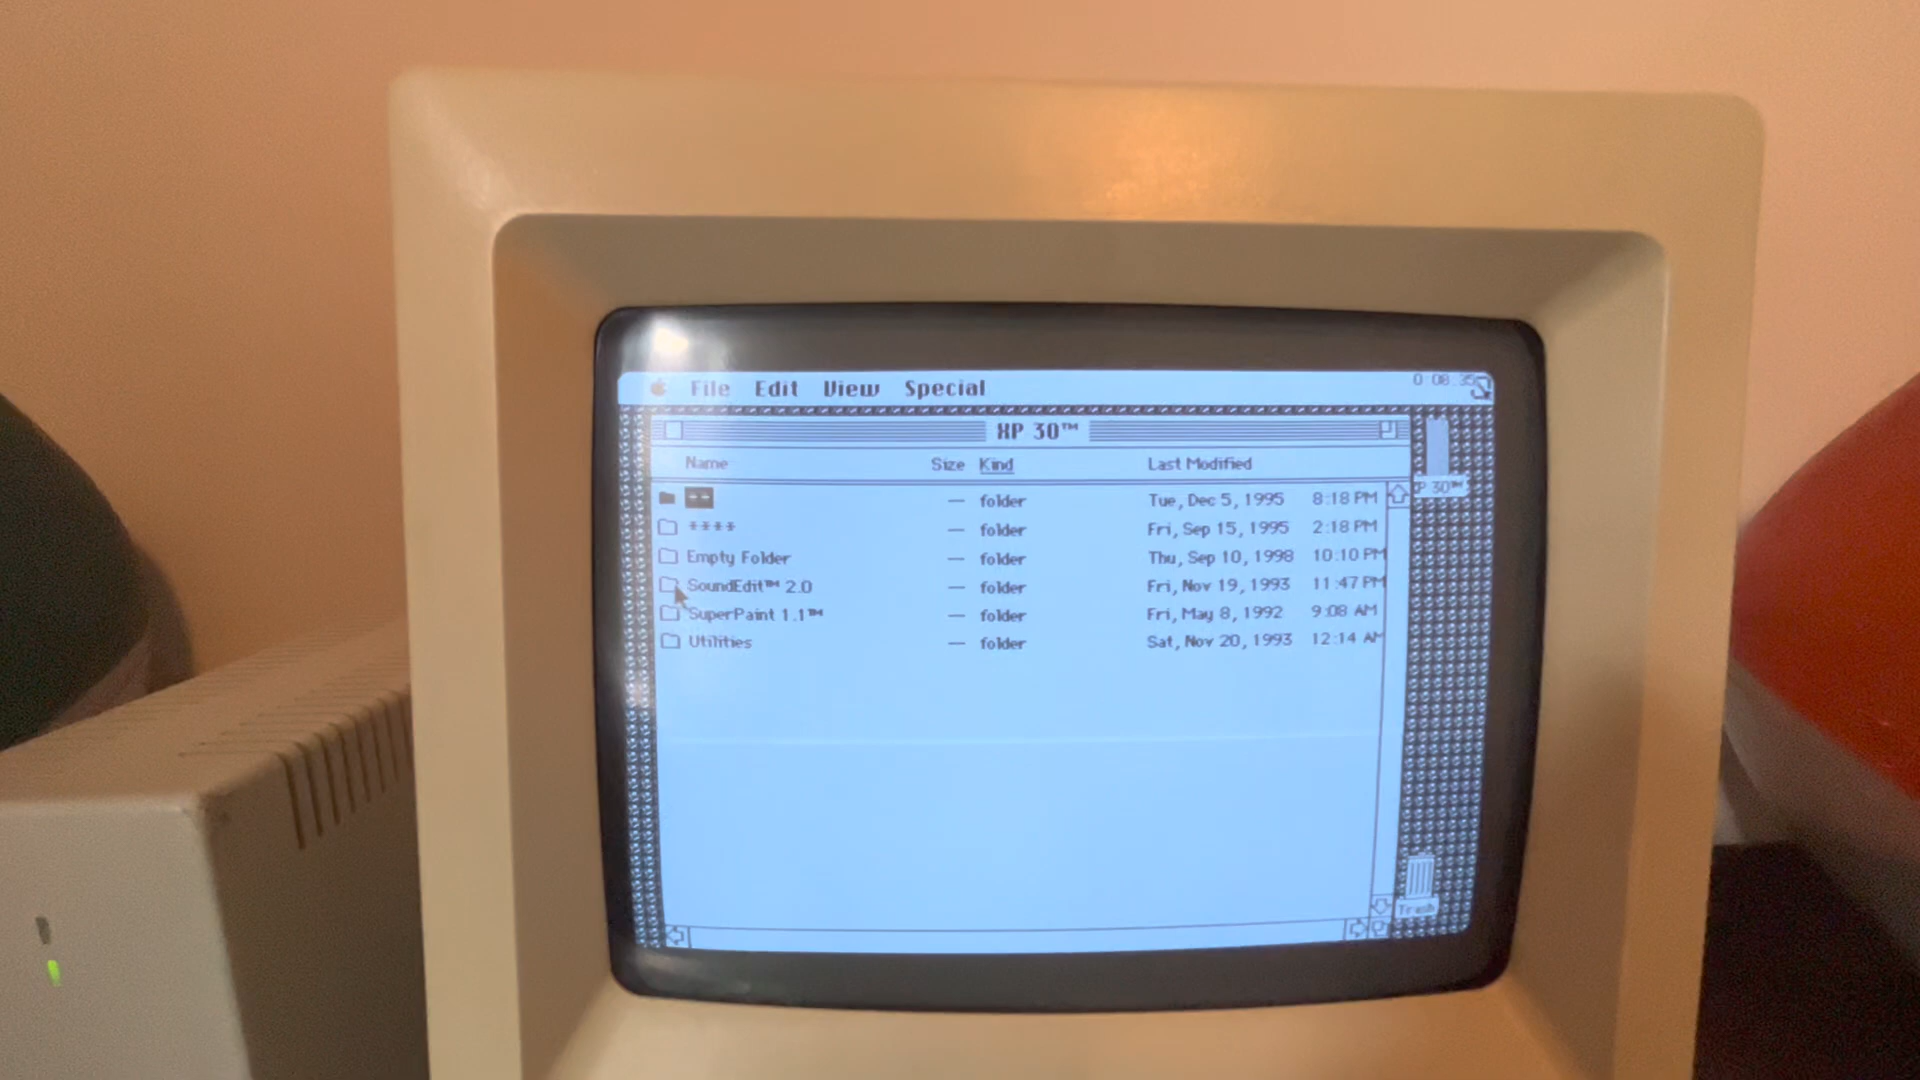 File Edit View Special
XP 30™
Name Size Kind Last Modified
— folder Tue, Dec 5, 1995 8:18 PM
**** — folder Fri, Sep 15, 1995 2:18 PM
Empty Folder — folder Thu, Sep 10, 1998 10:10 PM
SoundEdit™ 2.0 — folder Fri, Nov 19, 1993 11:47 PM
SuperPaint 1.1™ — folder Fri, May 8, 1992 9:08 AM
Utilities — folder Sat, Nov 20, 1993 12:14 AM
P 30™
Trash